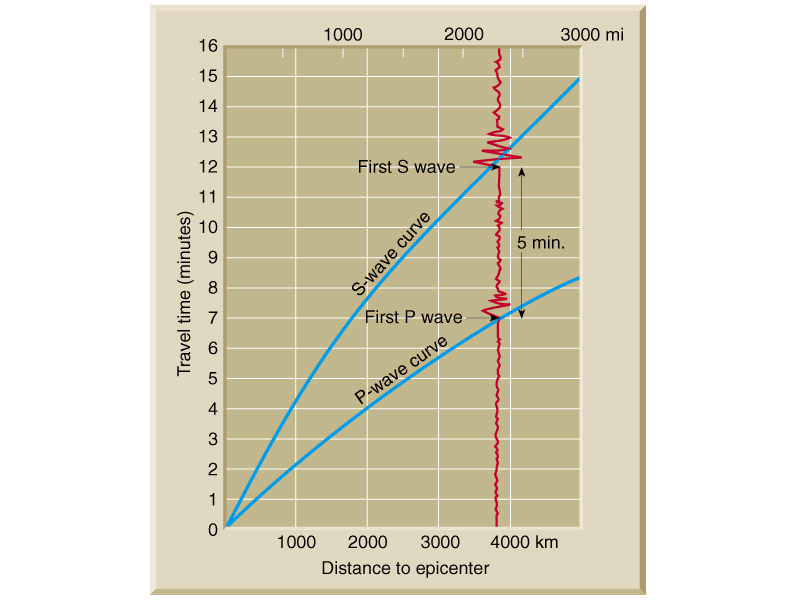 1000 2000 3000 mi
16
15
14
13
12
11
10
9
8
7
6
5
4
3
2
1
0
First S wave
5 min.
S-wave curve
First P wave
P-wave curve
Travel time (minutes)
1000 2000 3000 4000 km
Distance to epicenter